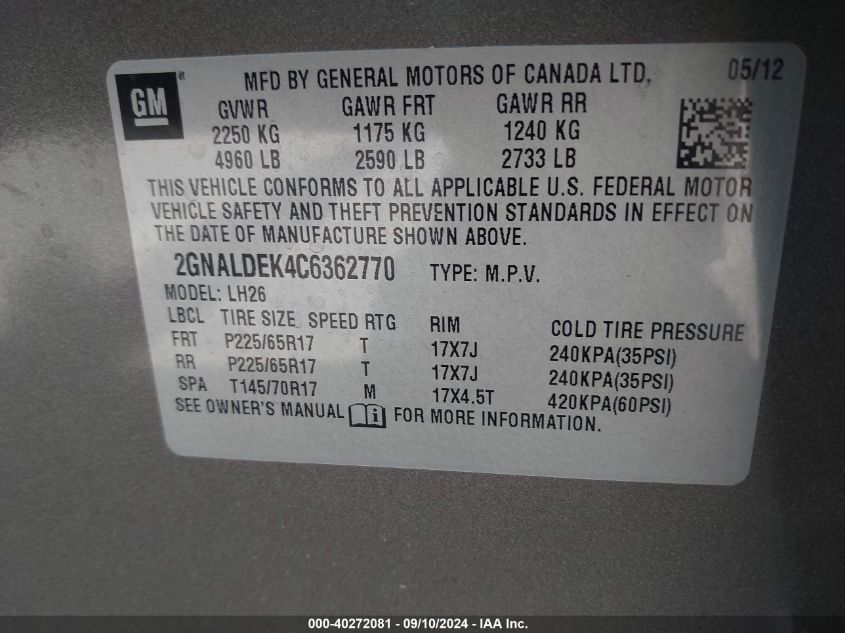 GM ®
MFD BY GENERAL MOTORS OF CANADA LTD. 05/12
GVWR GAWR FRT GAWR RR
2250 KG 1175 KG 1240 KG
4960 LB 2590 LB 2733 LB
THIS VEHICLE CONFORMS TO ALL APPLICABLE U.S. FEDERAL MOTOR
VEHICLE SAFETY AND THEFT PREVENTION STANDARDS IN EFFECT ON
THE DATE OF MANUFACTURE SHOWN ABOVE.
2GNALDEK4C6362770 TYPE: M.P.V.
MODEL: LH26
LBCL TIRE SIZE SPEED RTG RIM COLD TIRE PRESSURE
FRT P225/65R17 T 17X7J 240KPA(35PSI)
RR P225/65R17 T 17X7J 240KPA(35PSI)
SPA T145/70R17 M 17X4.5T 420KPA(60PSI)
SEE OWNER'S MANUAL i FOR MORE INFORMATION.
000-40272081 - 09/10/2024 - IAA Inc.